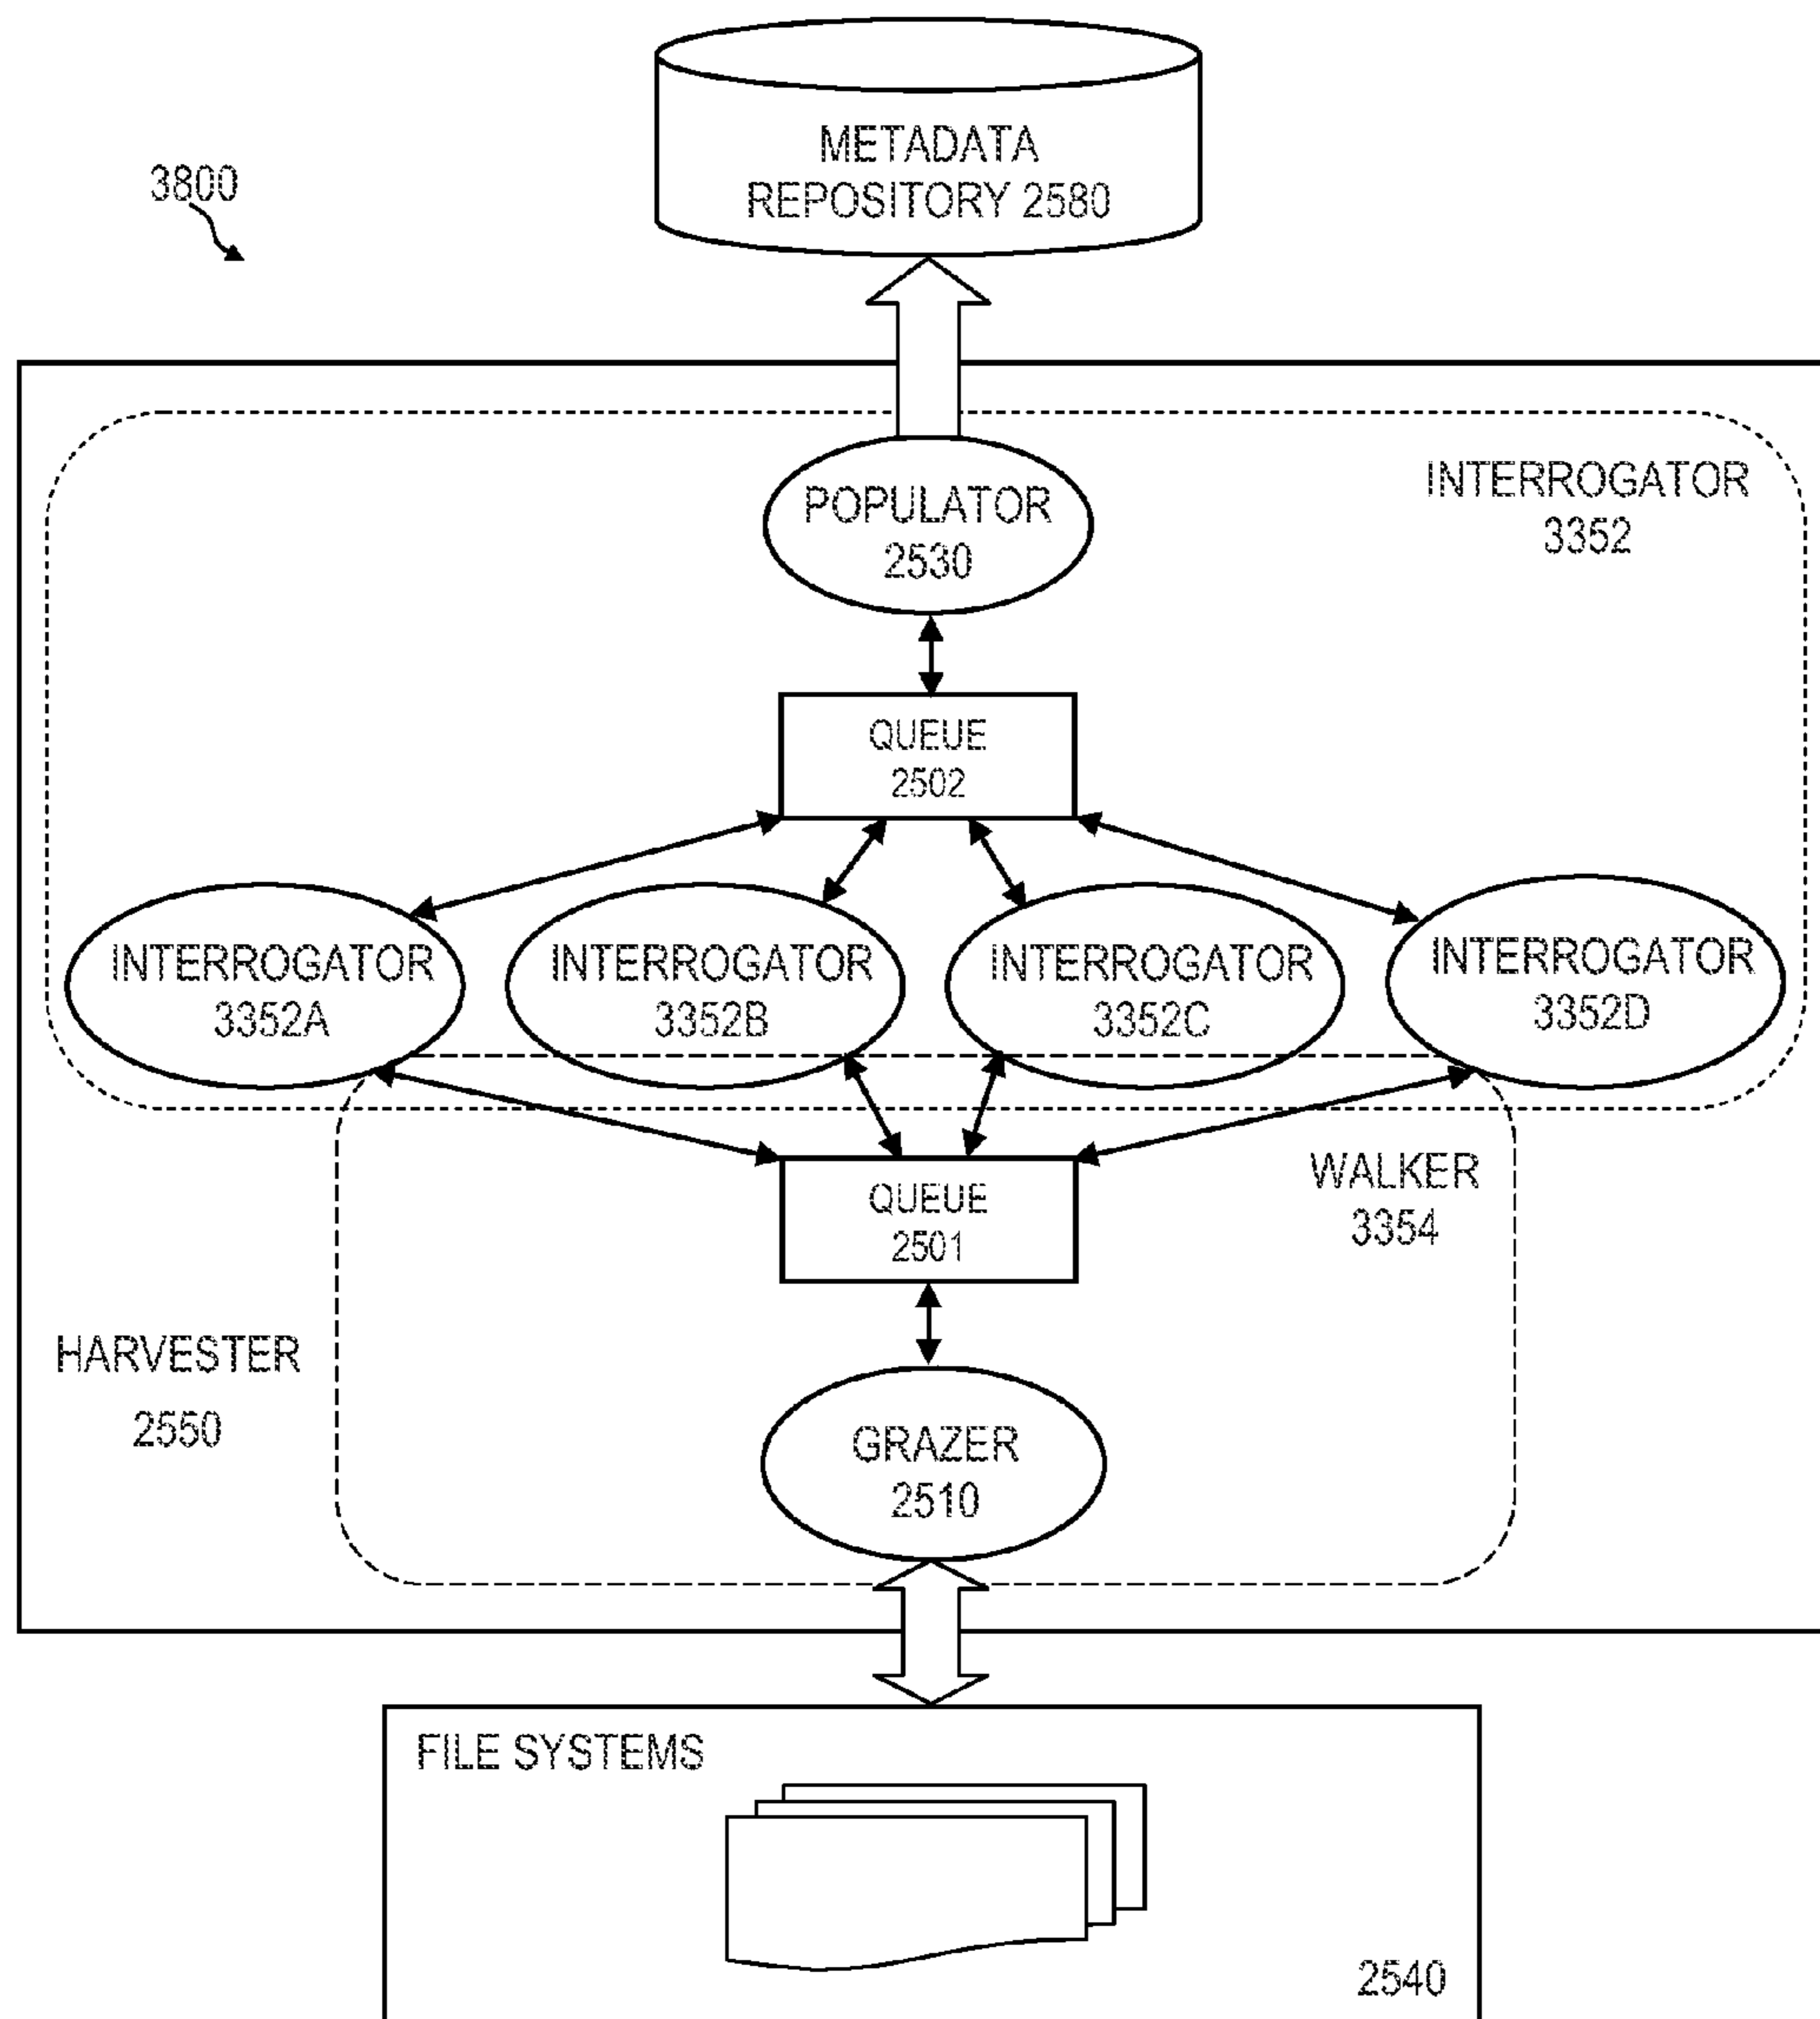 METADATA
REPOSITORY 2580
3800
INTERROGATOR
3352
POPULATOR
2530
QUEUE
2502
INTERROGATOR
3352A
INTERROGATOR
3352B
INTERROGATOR
3352C
INTERROGATOR
3352D
WALKER
3354
QUEUE
2501
HARVESTER
2550
GRAZER
2510
FILE SYSTEMS
2540